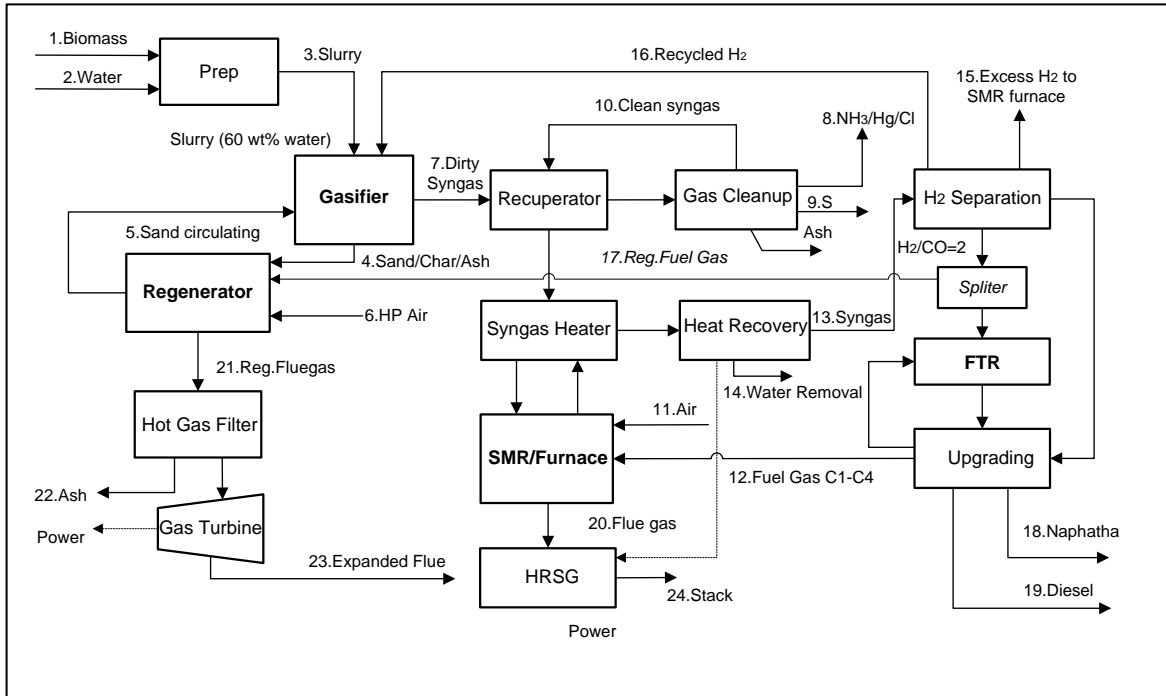 1.Biomass
2.Water
Prep
3.Slurry
Slurry (60 wt% water)
16.Recycled H2
15.Excess H2 to
SMR furnace
10.Clean syngas
8.NH3/Hg/Cl
7.Dirty
Syngas
Gasifier
Recuperator
Gas Cleanup
9.S
Ash
H2 Separation
H2/CO=2
5.Sand circulating
4.Sand/Char/Ash
17.Reg.Fuel Gas
Spliter
Regenerator
6.HP Air
Syngas Heater
Heat Recovery
13.Syngas
14.Water Removal
FTR
21.Reg.Fluegas
Hot Gas Filter
11.Air
SMR/Furnace
12.Fuel Gas C1-C4
Upgrading
22.Ash
Power
Gas Turbine
20.Flue gas
18.Naphatha
23.Expanded Flue
HRSG
24.Stack
19.Diesel
Power